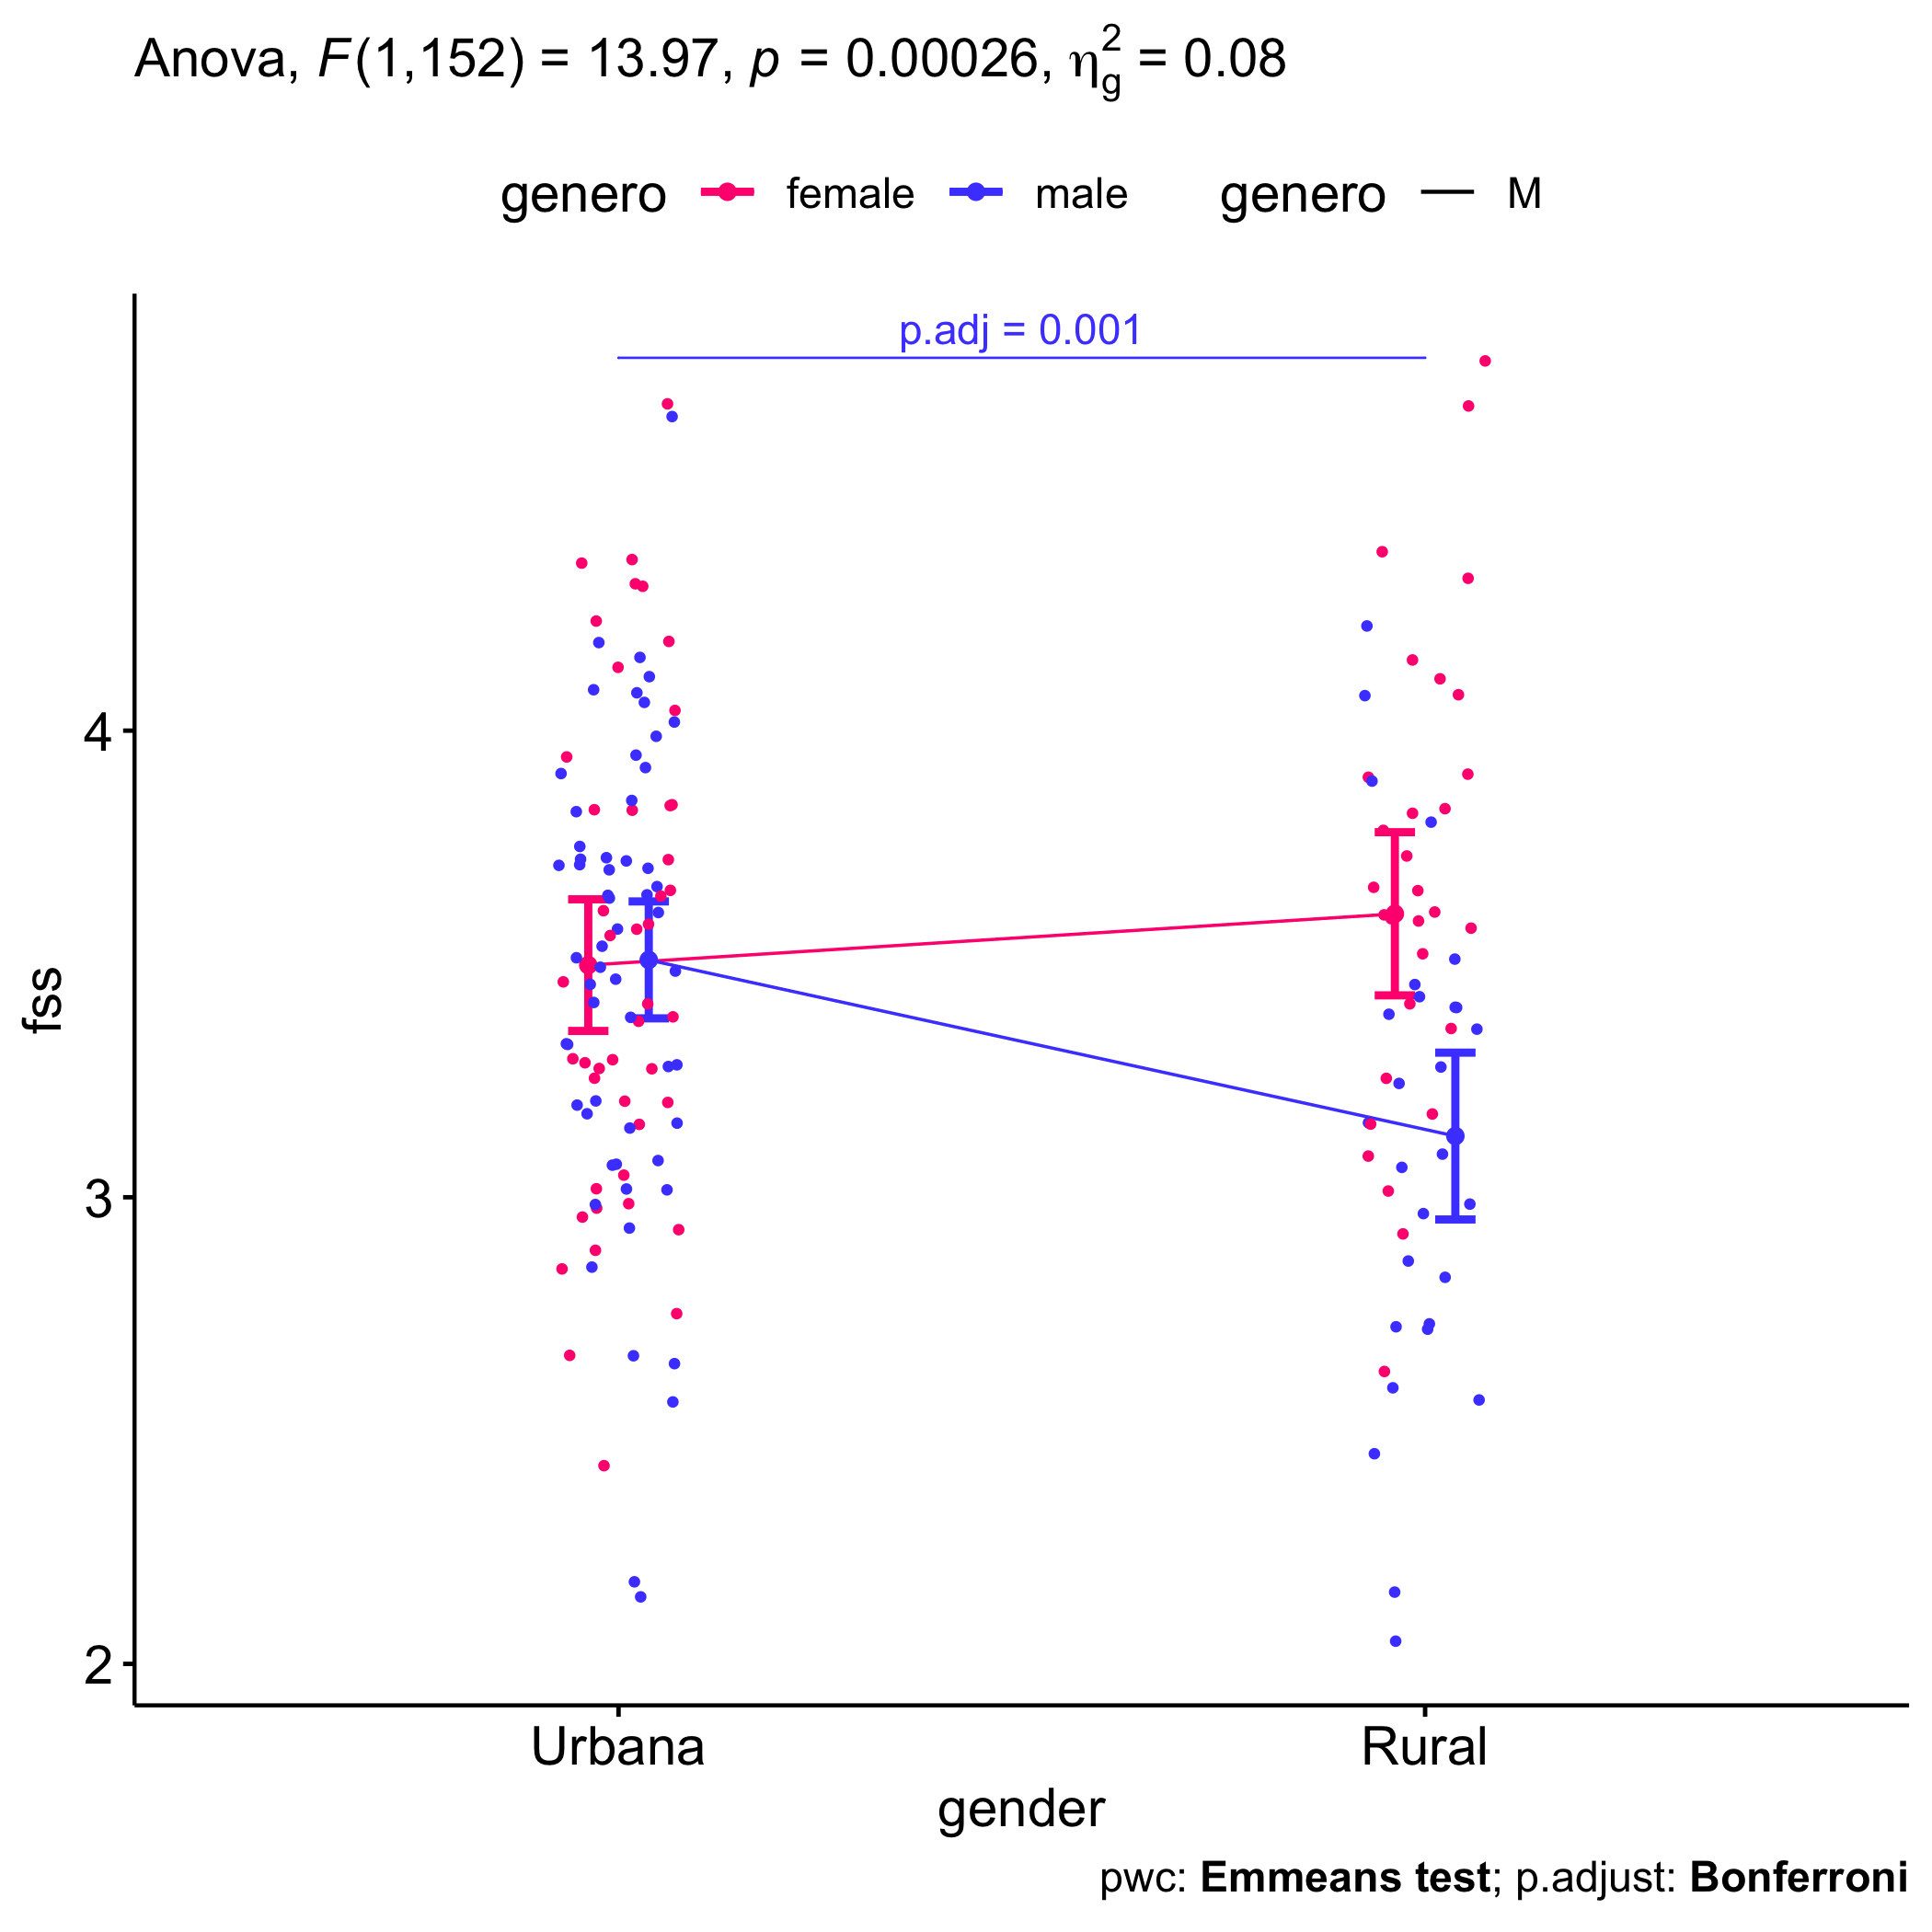 Anova, F(1,152) = 13.97, p = 0.00026, η²g = 0.08
genero female male genero M
p.adj = 0.001
4
3
2
fss
Urbana Rural
gender
pwc: Emmeans test; p.adjust: Bonferroni